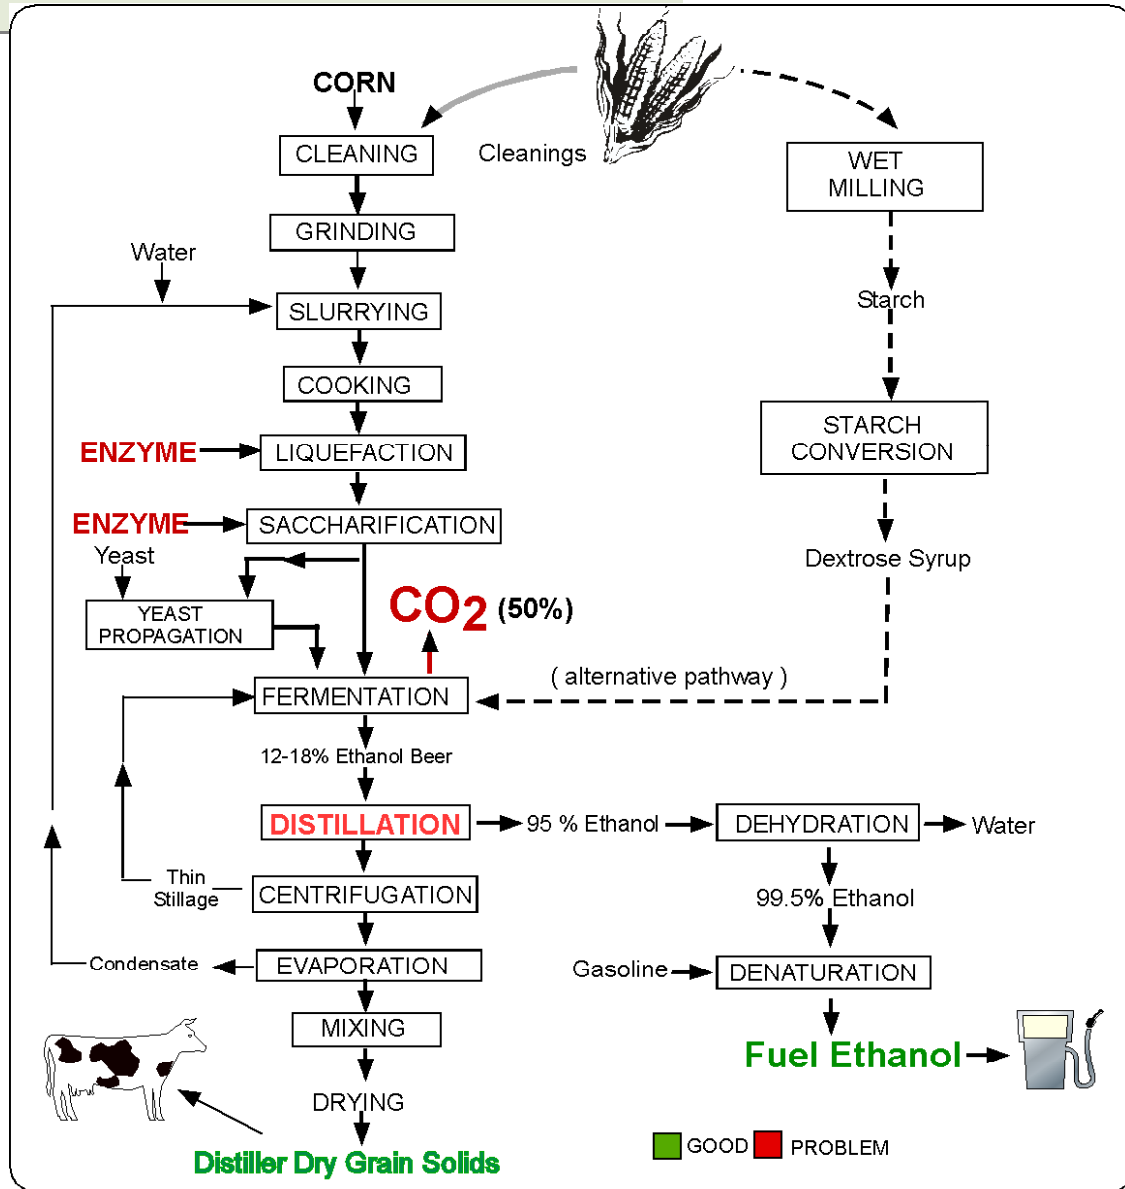 CORN
CLEANING
Cleanings
WET
MILLING
GRINDING
Water
SLURRYING
Starch
COOKING
STARCH
CONVERSION
ENZYME
LIQUEFACTION
ENZYME
SACCHARIFICATION
Yeast
Dextrose Syrup
YEAST
PROPAGATION
CO2 (50%)
( alternative pathway )
FERMENTATION
12-18% Ethanol Beer
DISTILLATION
95 % Ethanol
DEHYDRATION
Water
Thin
Stillage
CENTRIFUGATION
99.5% Ethanol
Condensate
EVAPORATION
Gasoline
DENATURATION
MIXING
Fuel Ethanol
DRYING
Distiller Dry Grain Solids
GOOD
PROBLEM